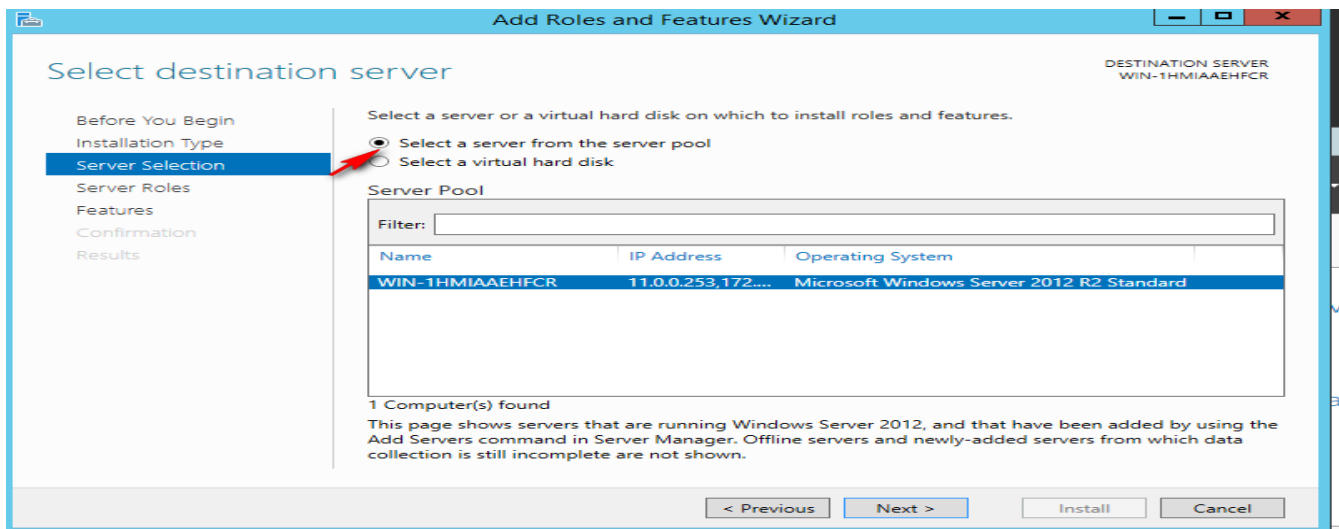 Add Roles and Features Wizard
Select destination server
DESTINATION SERVER
WIN-1HMIAAEHFCR
Before You Begin
Installation Type
Server Selection
Server Roles
Features
Confirmation
Results
Select a server or a virtual hard disk on which to install roles and features.
Select a server from the server pool
Select a virtual hard disk
Server Pool
Filter:
Name IP Address Operating System
WIN-1HMIAAEHFCR 11.0.0.253,172.... Microsoft Windows Server 2012 R2 Standard
1 Computer(s) found
This page shows servers that are running Windows Server 2012, and that have been added by using the
Add Servers command in Server Manager. Offline servers and newly-added servers from which data
collection is still incomplete are not shown.
< Previous Next > Install Cancel